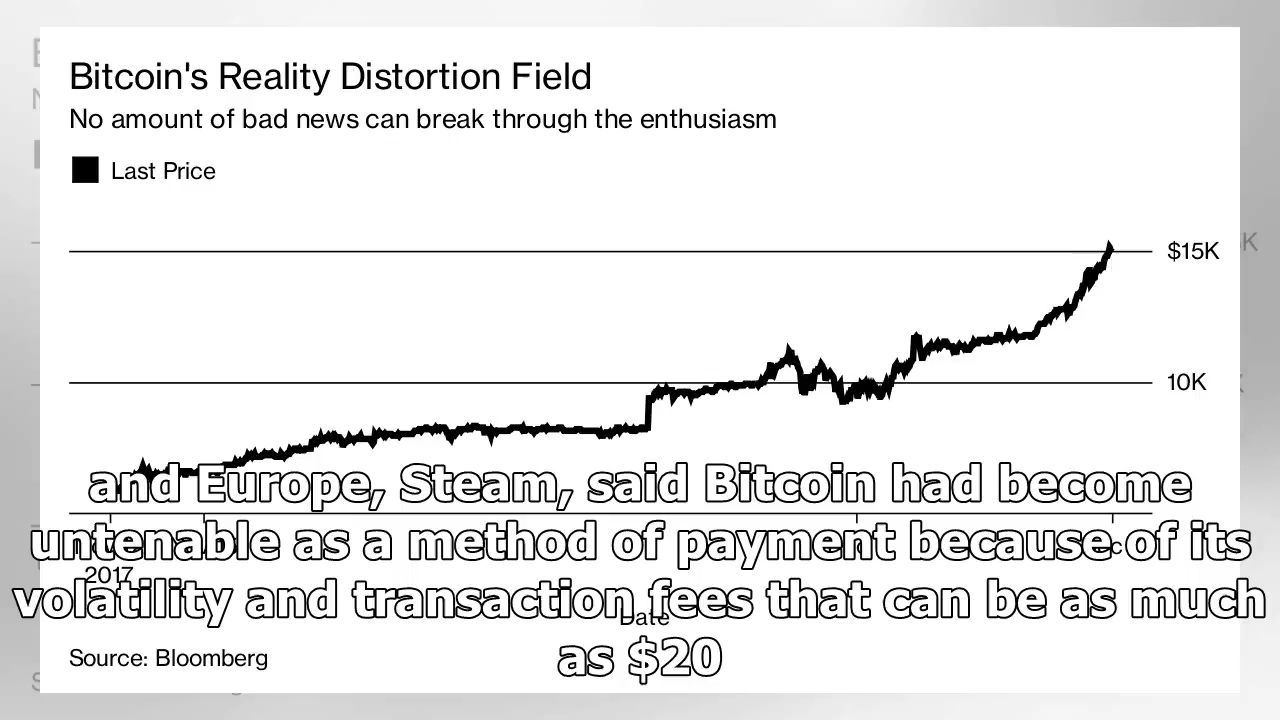 Bitcoin's Reality Distortion Field
No amount of bad news can break through the enthusiasm
Last Price
$15K
10K
and Europe, Steam, said Bitcoin had become
untenable as a method of payment because of its
2017
volatility and transaction fees that can be as much
Date
as $20
Source: Bloomberg